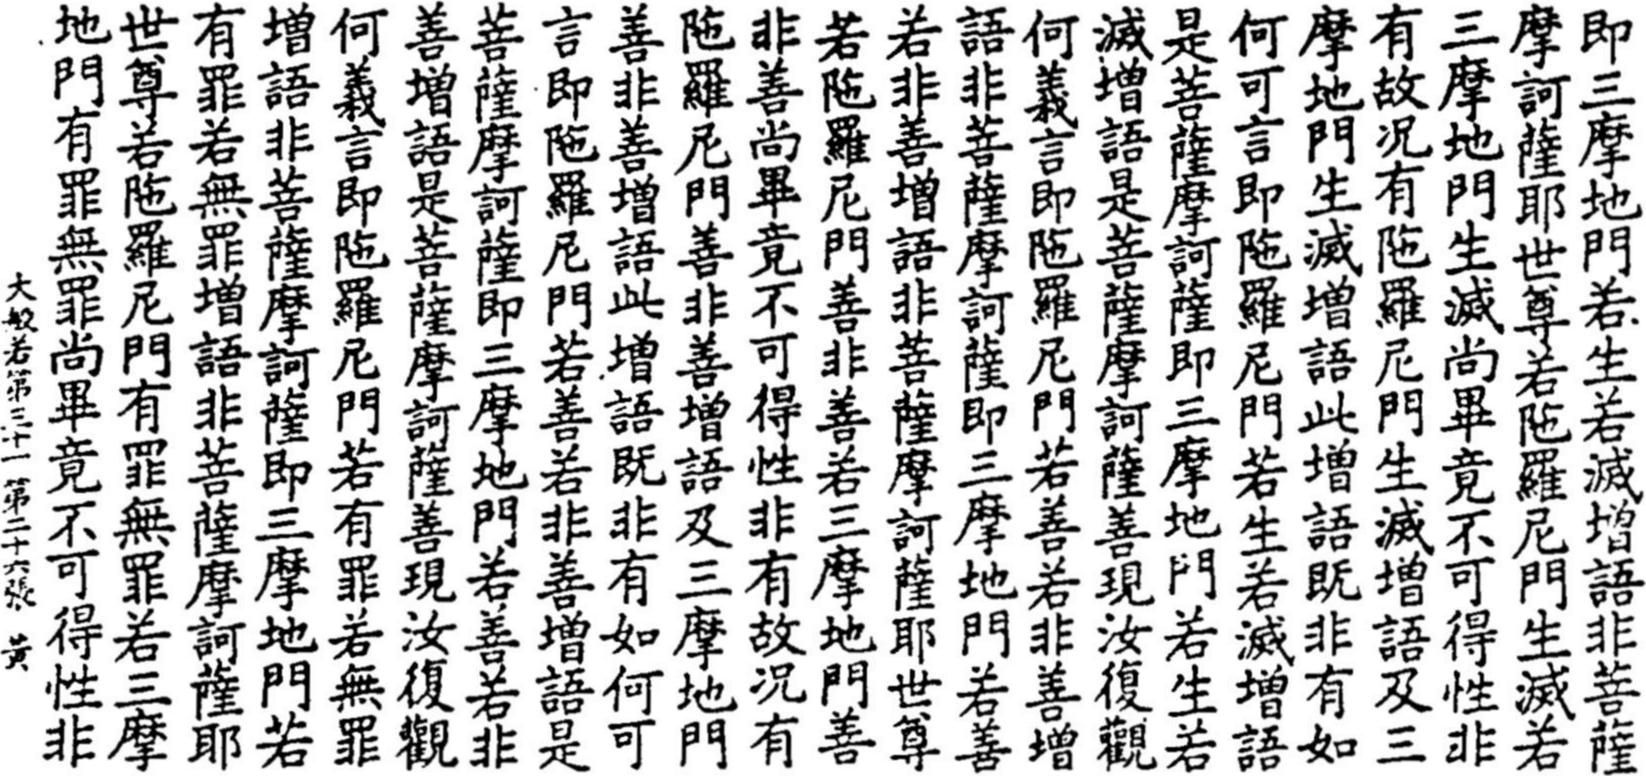 即三摩地門若生若滅增語非菩薩
摩訶薩耶世尊若陁羅尼門生滅若
三摩地門生滅尚畢竟不可得性非
有故况有陁羅尼門生滅增語及三
摩地門生滅增語此增語既非有如
何可言即陁羅尼門若生若滅增語
是菩薩摩訶薩即三摩地門若生若
滅增語是菩薩摩訶薩善現汝復觀
何義言即陁羅尼門若善若非善增
語非菩薩摩訶薩即三摩地門若善
若非善增語非菩薩摩訶薩耶世尊
若陁羅尼門善非善若三摩地門善
非善尚畢竟不可得性非有故况有
陁羅尼門善非善增語及三摩地門
善非善增語此增語既非有如何可
言即陁羅尼門若善若非善增語是
菩薩摩訶薩即三摩地門若善若非
善增語是菩薩摩訶薩善現汝復觀
何義言即陁羅尼門若有罪若無罪
增語非菩薩摩訶薩即三摩地門若
有罪若無罪增語非菩薩摩訶薩耶
世尊若陁羅尼門有罪無罪若三摩
地門有罪無罪尚畢竟不可得性非
大般若第三十一 第二十六張 黃